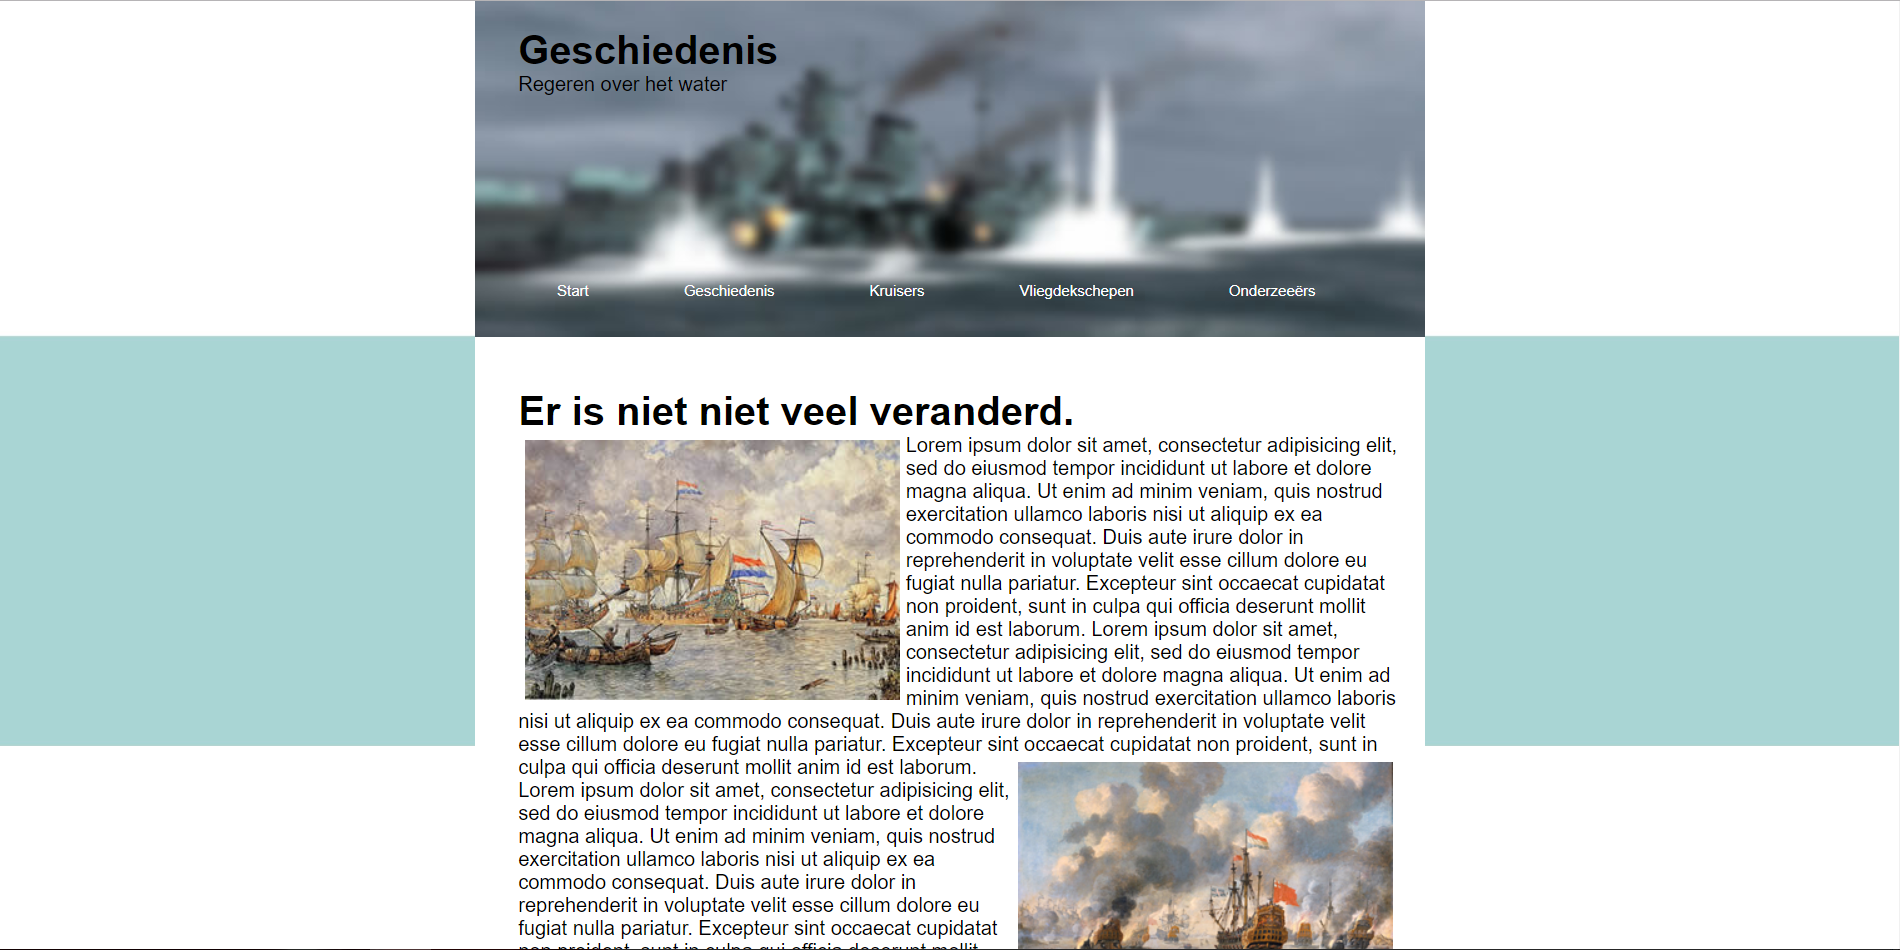 Geschiedenis
Regeren over het water
Start Geschiedenis Kruisers Vliegdekschepen Onderzeeërs
Er is niet niet veel veranderd.
Lorem ipsum dolor sit amet, consectetur adipisicing elit,
sed do eiusmod tempor incididunt ut labore et dolore
magna aliqua. Ut enim ad minim veniam, quis nostrud
exercitation ullamco laboris nisi ut aliquip ex ea
commodo consequat. Duis aute irure dolor in
reprehenderit in voluptate velit esse cillum dolore eu
fugiat nulla pariatur. Excepteur sint occaecat cupidatat
non proident, sunt in culpa qui officia deserunt mollit
anim id est laborum. Lorem ipsum dolor sit amet,
consectetur adipisicing elit, sed do eiusmod tempor
incididunt ut labore et dolore magna aliqua. Ut enim ad
minim veniam, quis nostrud exercitation ullamco laboris
nisi ut aliquip ex ea commodo consequat. Duis aute irure dolor in reprehenderit in voluptate velit
esse cillum dolore eu fugiat nulla pariatur. Excepteur sint occaecat cupidatat non proident, sunt in
culpa qui officia deserunt mollit anim id est laborum.
Lorem ipsum dolor sit amet, consectetur adipisicing elit,
sed do eiusmod tempor incididunt ut labore et dolore
magna aliqua. Ut enim ad minim veniam, quis nostrud
exercitation ullamco laboris nisi ut aliquip ex ea
commodo consequat. Duis aute irure dolor in
reprehenderit in voluptate velit esse cillum dolore eu
fugiat nulla pariatur. Excepteur sint occaecat cupidatat
non proident, sunt in culpa qui officia deserunt mollit